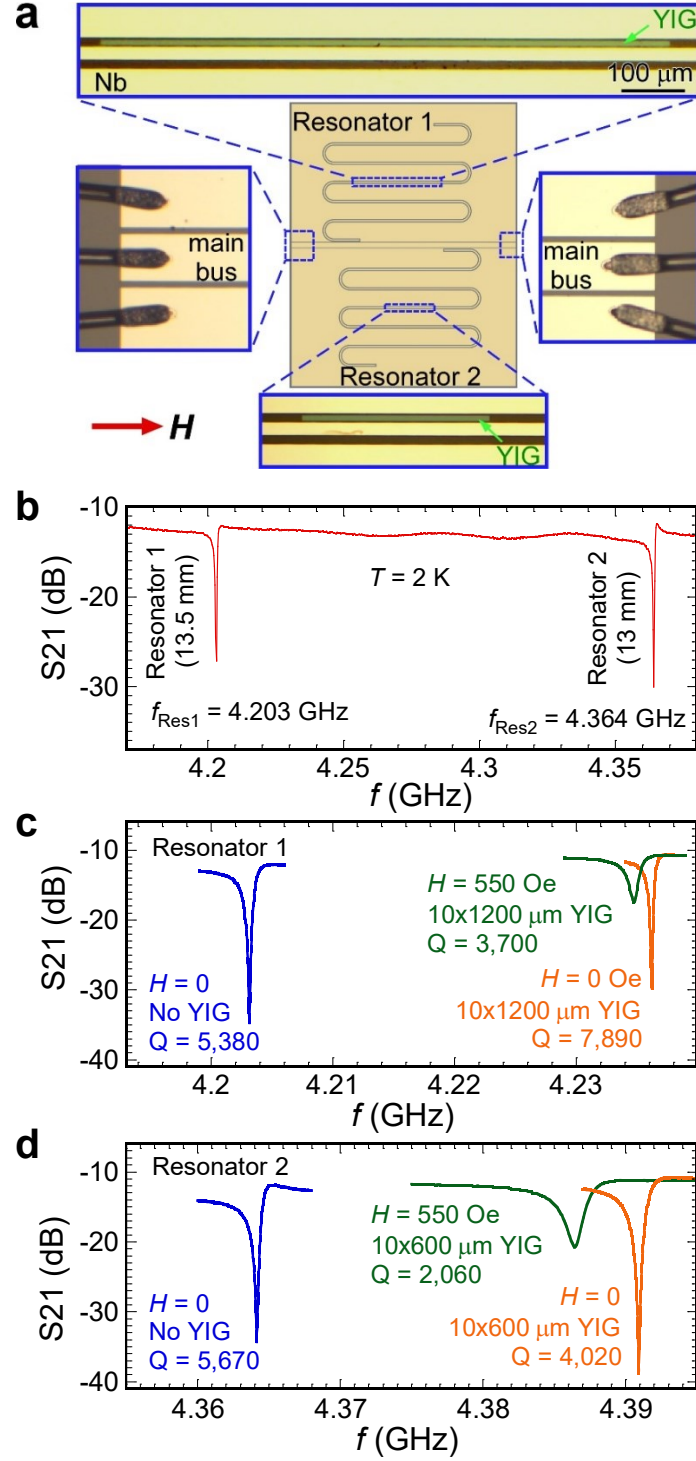 a
YIG
Nb
100 μm
Resonator 1
main
bus
main
bus
Resonator 2
H
YIG
b
-10
-20
-30
S21 (dB)
Resonator 1
(13.5 mm)
T = 2 K
Resonator 2
(13 mm)
fRes1 = 4.203 GHz
fRes2 = 4.364 GHz
4.2
4.25
4.3
4.35
f (GHz)
c
-10
-20
-30
-40
S21 (dB)
Resonator 1
H = 550 Oe
10x1200 μm YIG
Q = 3,700
H = 0
No YIG
Q = 5,380
H = 0 Oe
10x1200 μm YIG
Q = 7,890
4.2
4.21
4.22
4.23
f (GHz)
d
-10
-20
-30
-40
S21 (dB)
Resonator 2
H = 550 Oe
10x600 μm YIG
Q = 2,060
H = 0
No YIG
Q = 5,670
H = 0
10x600 μm YIG
Q = 4,020
4.36
4.37
4.38
4.39
f (GHz)